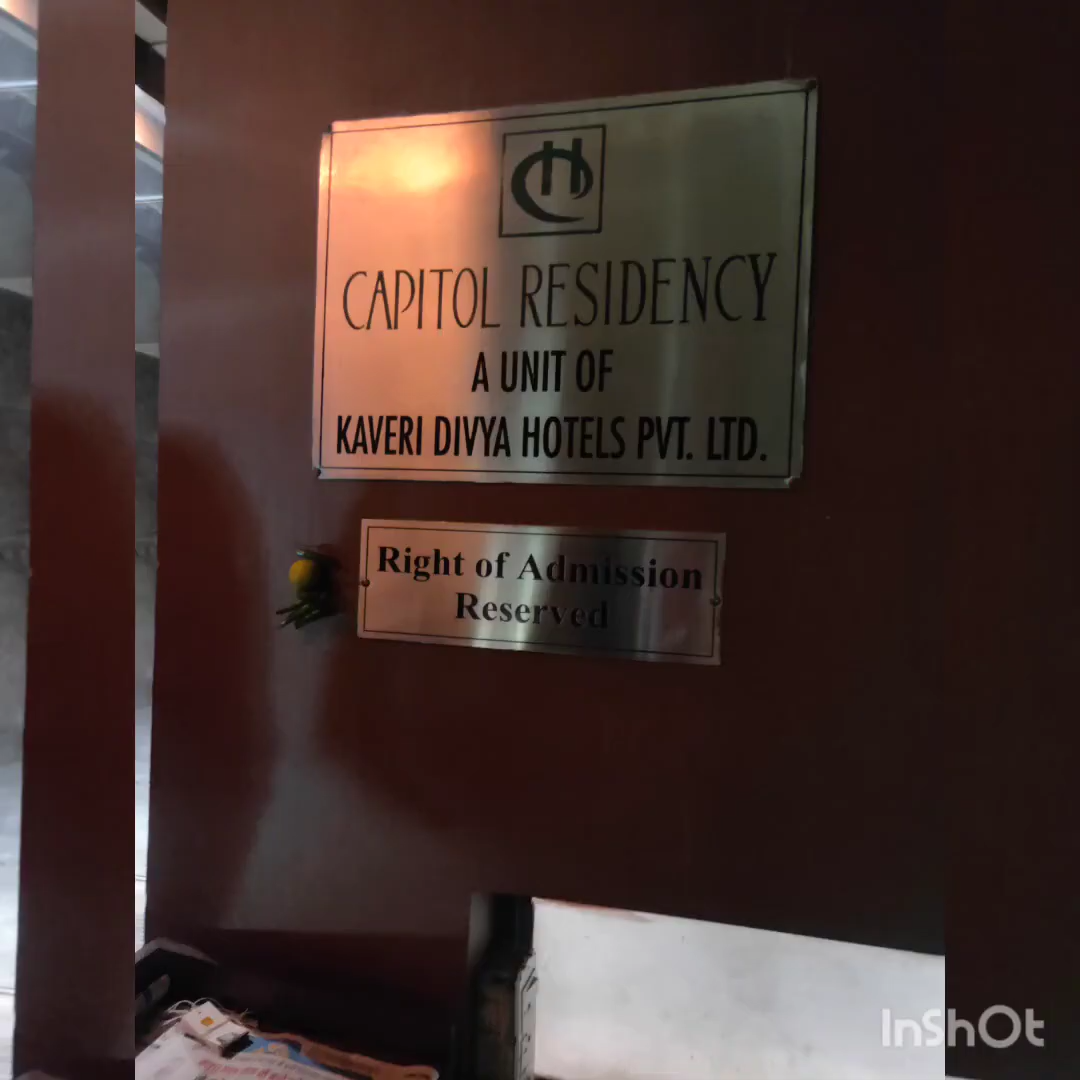 CAPITOL RESIDENCY
A UNIT OF
KAVERI DIVYA HOTELS PVT. LTD.
Right of Admission
Reserved
InShOt